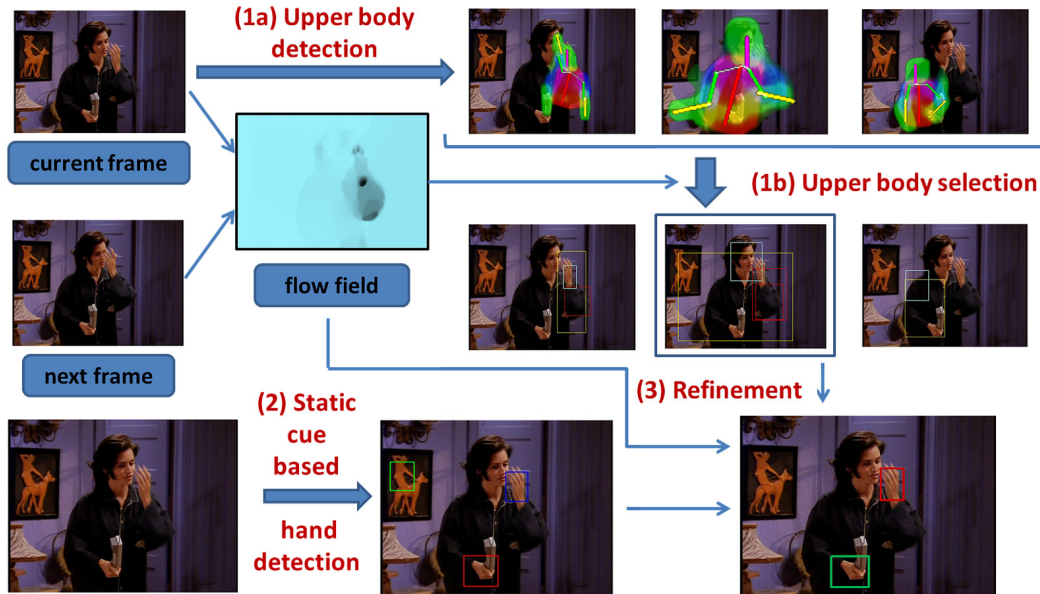 (1a) Upper body
detection
current frame
(1b) Upper body selection
flow field
next frame
(3) Refinement
(2) Static
cue
based
hand
detection